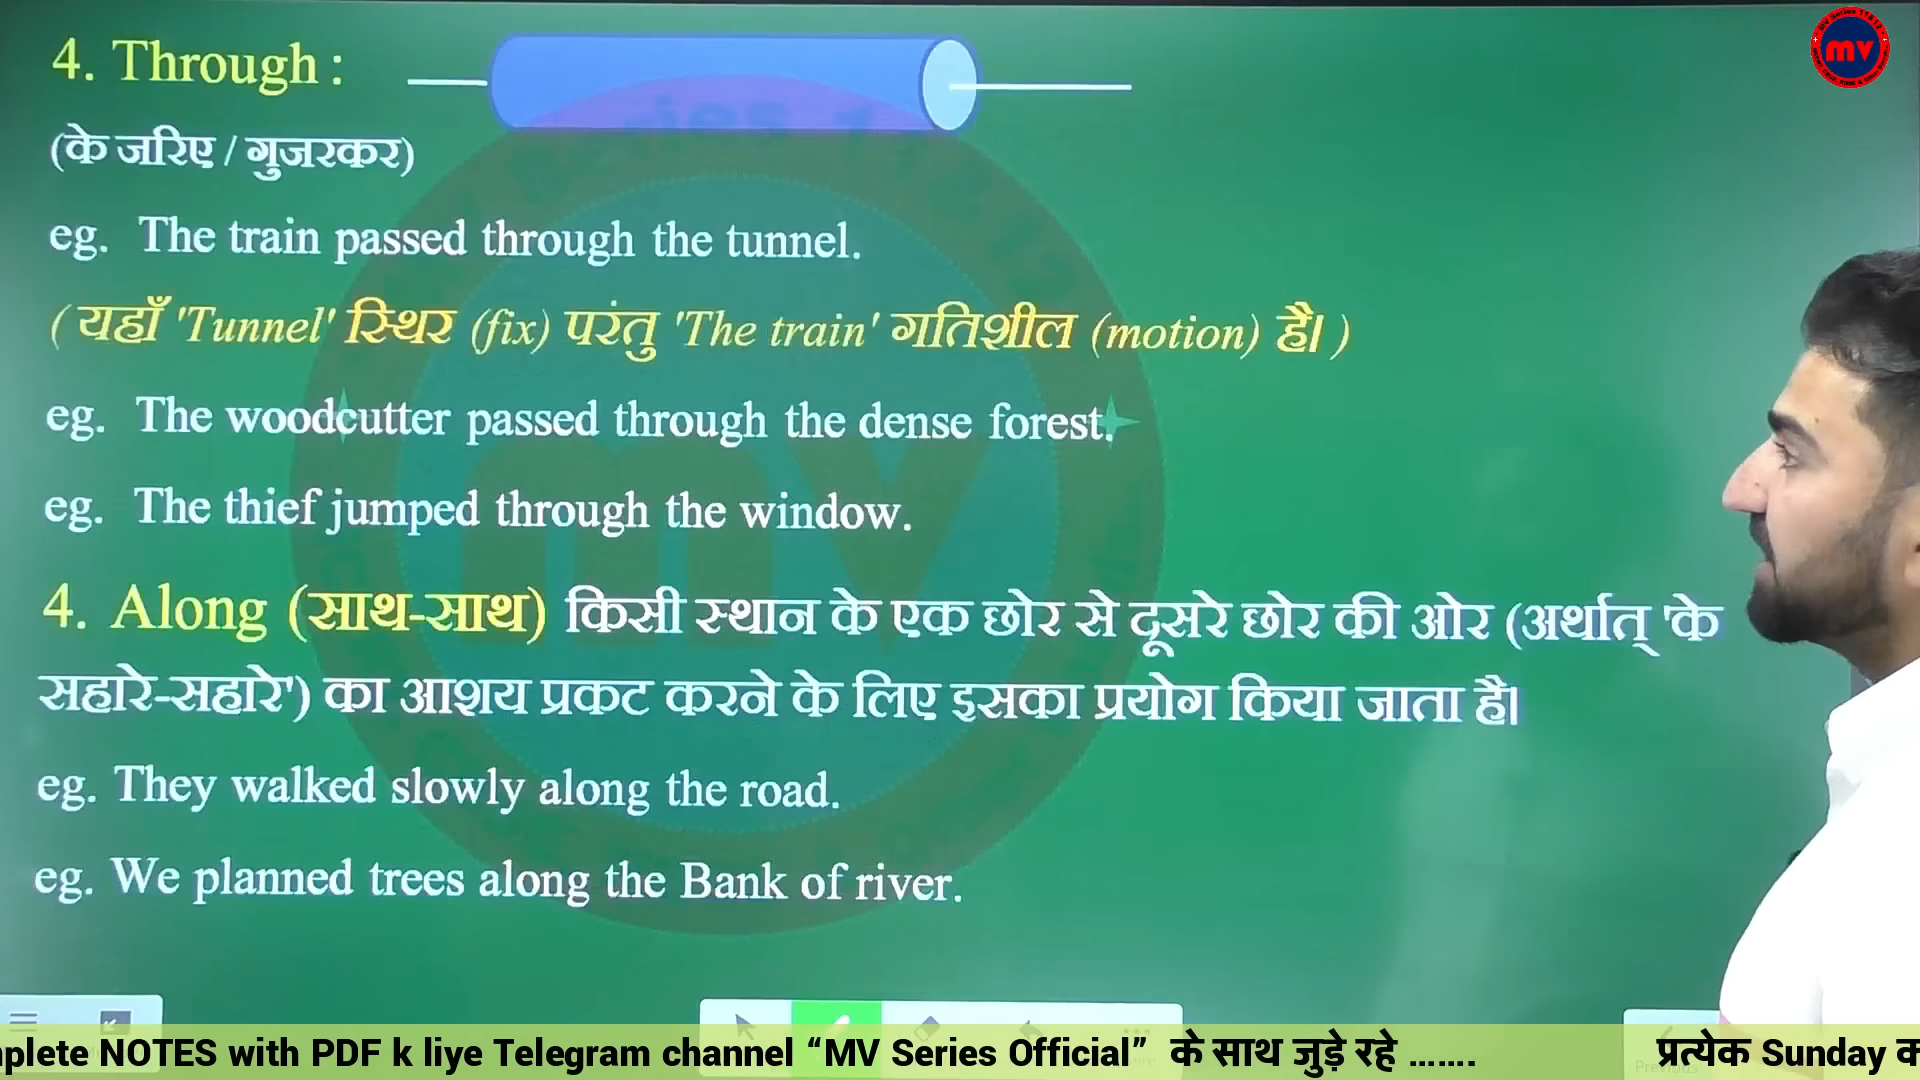 4. Through :
(के जरिए / गुजरकर)
eg. The train passed through the tunnel.
( यहाँ 'Tunnel' स्थिर (fix) परंतु 'The train' गतिशील (motion) है। )
eg. The woodcutter passed through the dense forest.
eg. The thief jumped through the window.
4. Along (साथ-साथ) किसी स्थान के एक छोर से दूसरे छोर की ओर (अर्थात् 'के
सहारे-सहारे') का आशय प्रकट करने के लिए इसका प्रयोग किया जाता है।
eg. They walked slowly along the road.
eg. We planned trees along the Bank of river.
mv
NOTES with PDF k liye Telegram channel “MV Series Official” के साथ जुड़े रहे ....... प्रत्येक Sunday